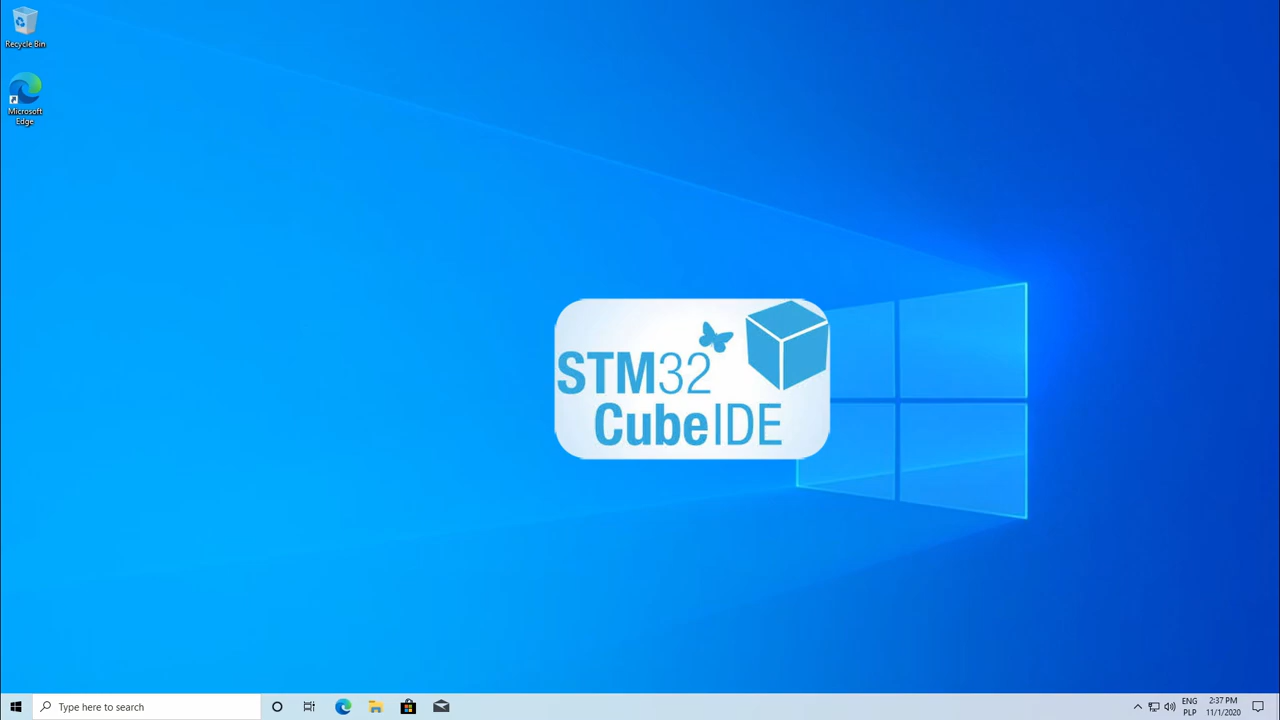 Recycle Bin
Microsoft
Edge
STM32
CubeIDE
Type here to search
ENG
PLP
2:37 PM
11/1/2020